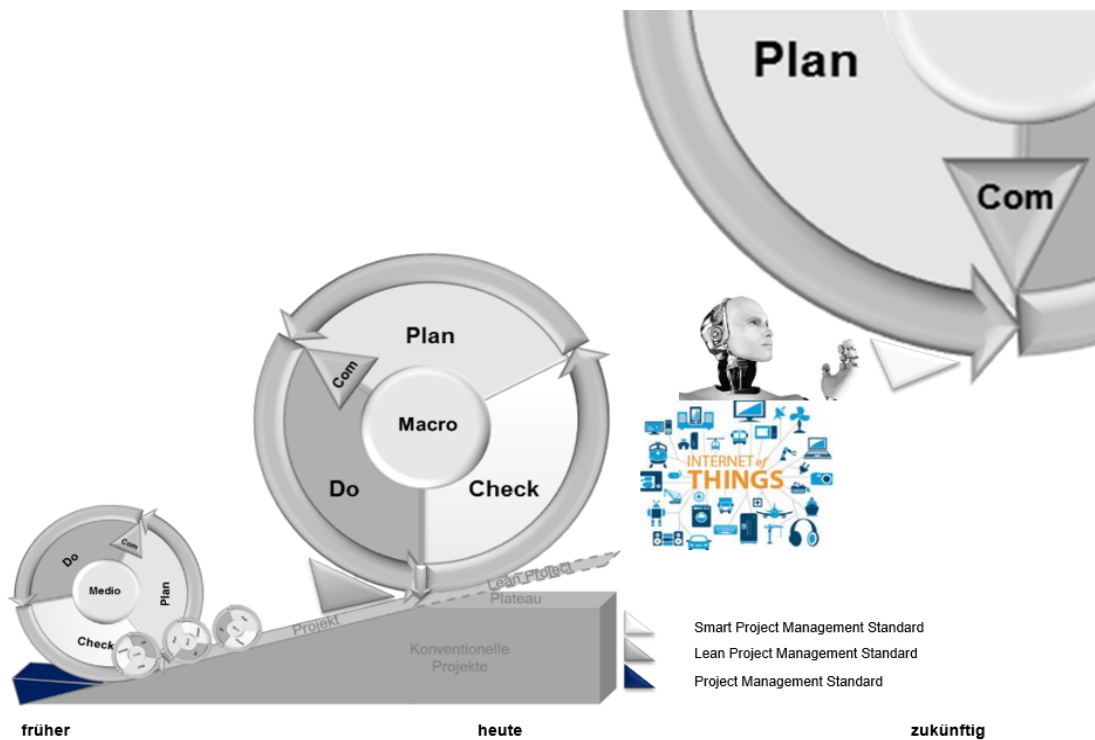 Plan
Com
Plan
Com
Macro
Do
Check
INTERNET of
THINGS
Do
Com
Medio
Plan
Check
Projekt
Lean Project
Plateau
Konventionelle
Projekte
Smart Project Management Standard
Lean Project Management Standard
Project Management Standard
früher
heute
zukünftig